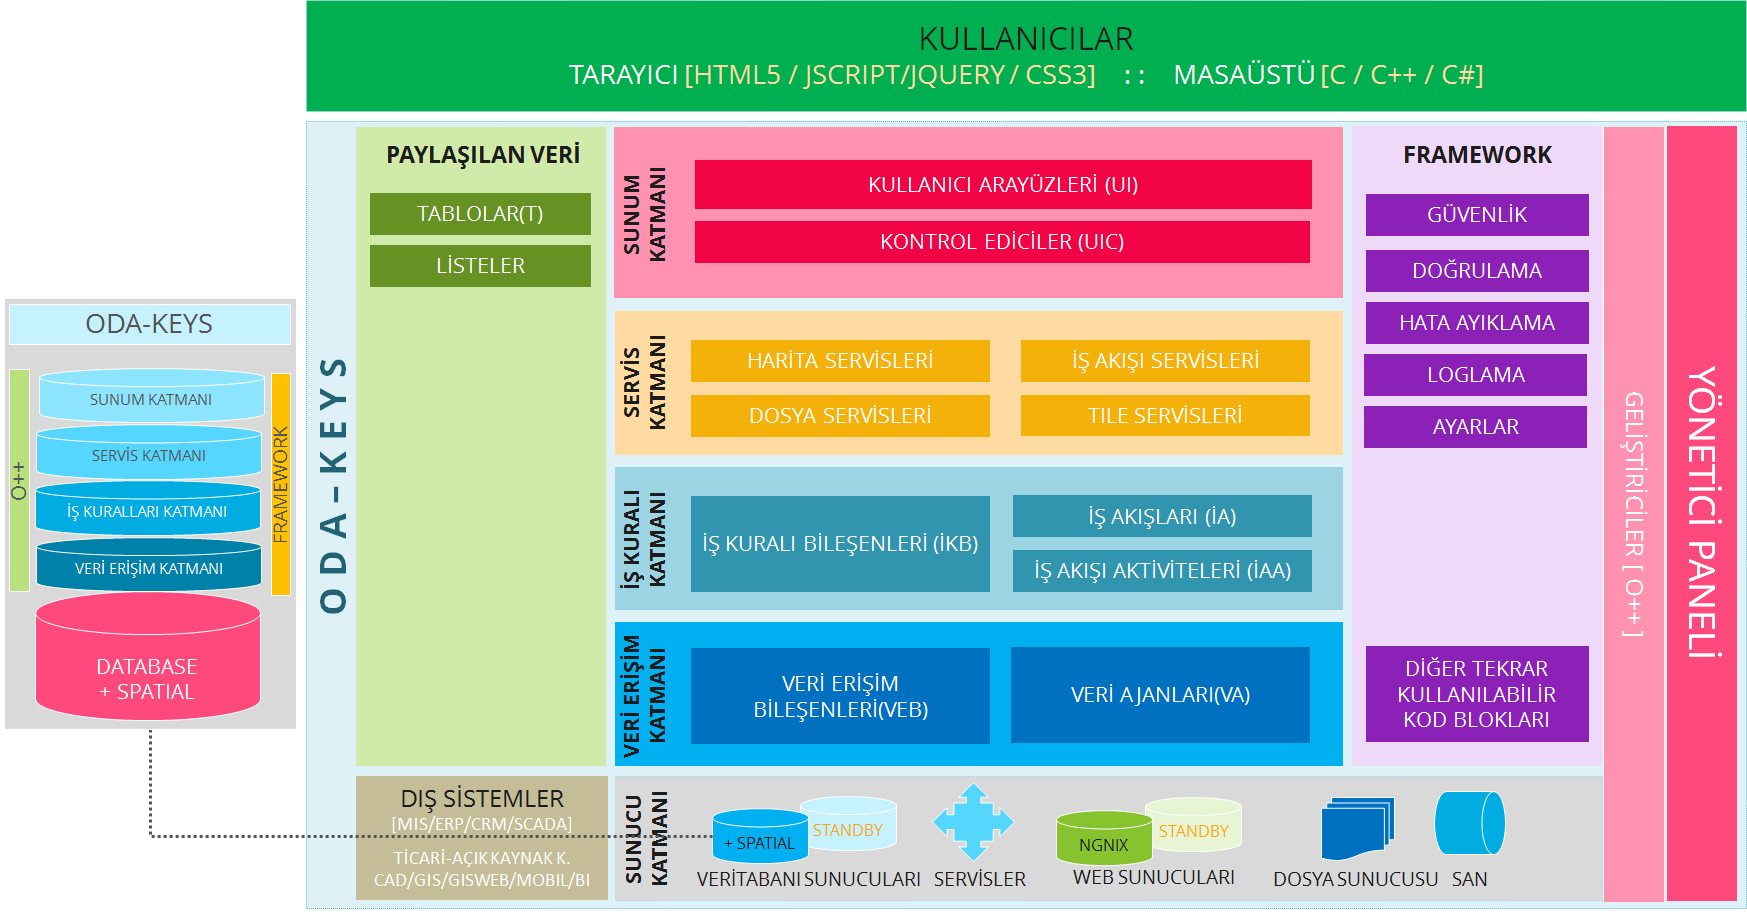 KULLANICILAR
TARAYICI [HTML5 / JSCRIPT/JQUERY / CSS3] :: MASAÜSTÜ [C / C++ / C#]
ODA-KEYS
O++
SUNUM KATMANI
SERVİS KATMANI
İŞ KURALLARI KATMANI
VERİ ERİŞİM KATMANI
FRAMEWORK
DATABASE
+ SPATIAL
ODA-KEYS
PAYLAŞILAN VERİ
TABLOLAR(T)
LİSTELER
SUNUM
KATMANI
KULLANICI ARAYÜZLERİ (UI)
KONTROL EDİCİLER (UIC)
SERVİS
KATMANI
HARİTA SERVİSLERİ
İŞ AKIŞI SERVİSLERİ
DOSYA SERVİSLERİ
TILE SERVİSLERİ
İŞ KURALI
KATMANI
İŞ KURALI BİLEŞENLERİ (İKB)
İŞ AKIŞLARI (İA)
İŞ AKIŞI AKTİVİTELERİ (İAA)
VERİ ERİŞİM
KATMANI
VERİ ERİŞİM
BİLEŞENLERİ(VEB)
VERİ AJANLARI(VA)
FRAMEWORK
GÜVENLİK
DOĞRULAMA
HATA AYIKLAMA
LOGLAMA
AYARLAR
DİĞER TEKRAR
KULLANILABİLİR
KOD BLOKLARI
GELİŞTİRİCİLER [ O++ ]
YÖNETİCİ PANELİ
DIŞ SİSTEMLER
[MIS/ERP/CRM/SCADA]
TİCARİ-AÇIK KAYNAK K.
CAD/GIS/GISWEB/MOBIL/BI
SUNUCU
KATMANI
+ SPATIAL
STANDBY
VERİTABANI SUNUCULARI
SERVİSLER
NGNIX
STANDBY
WEB SUNUCULARI
DOSYA SUNUCUSU
SAN